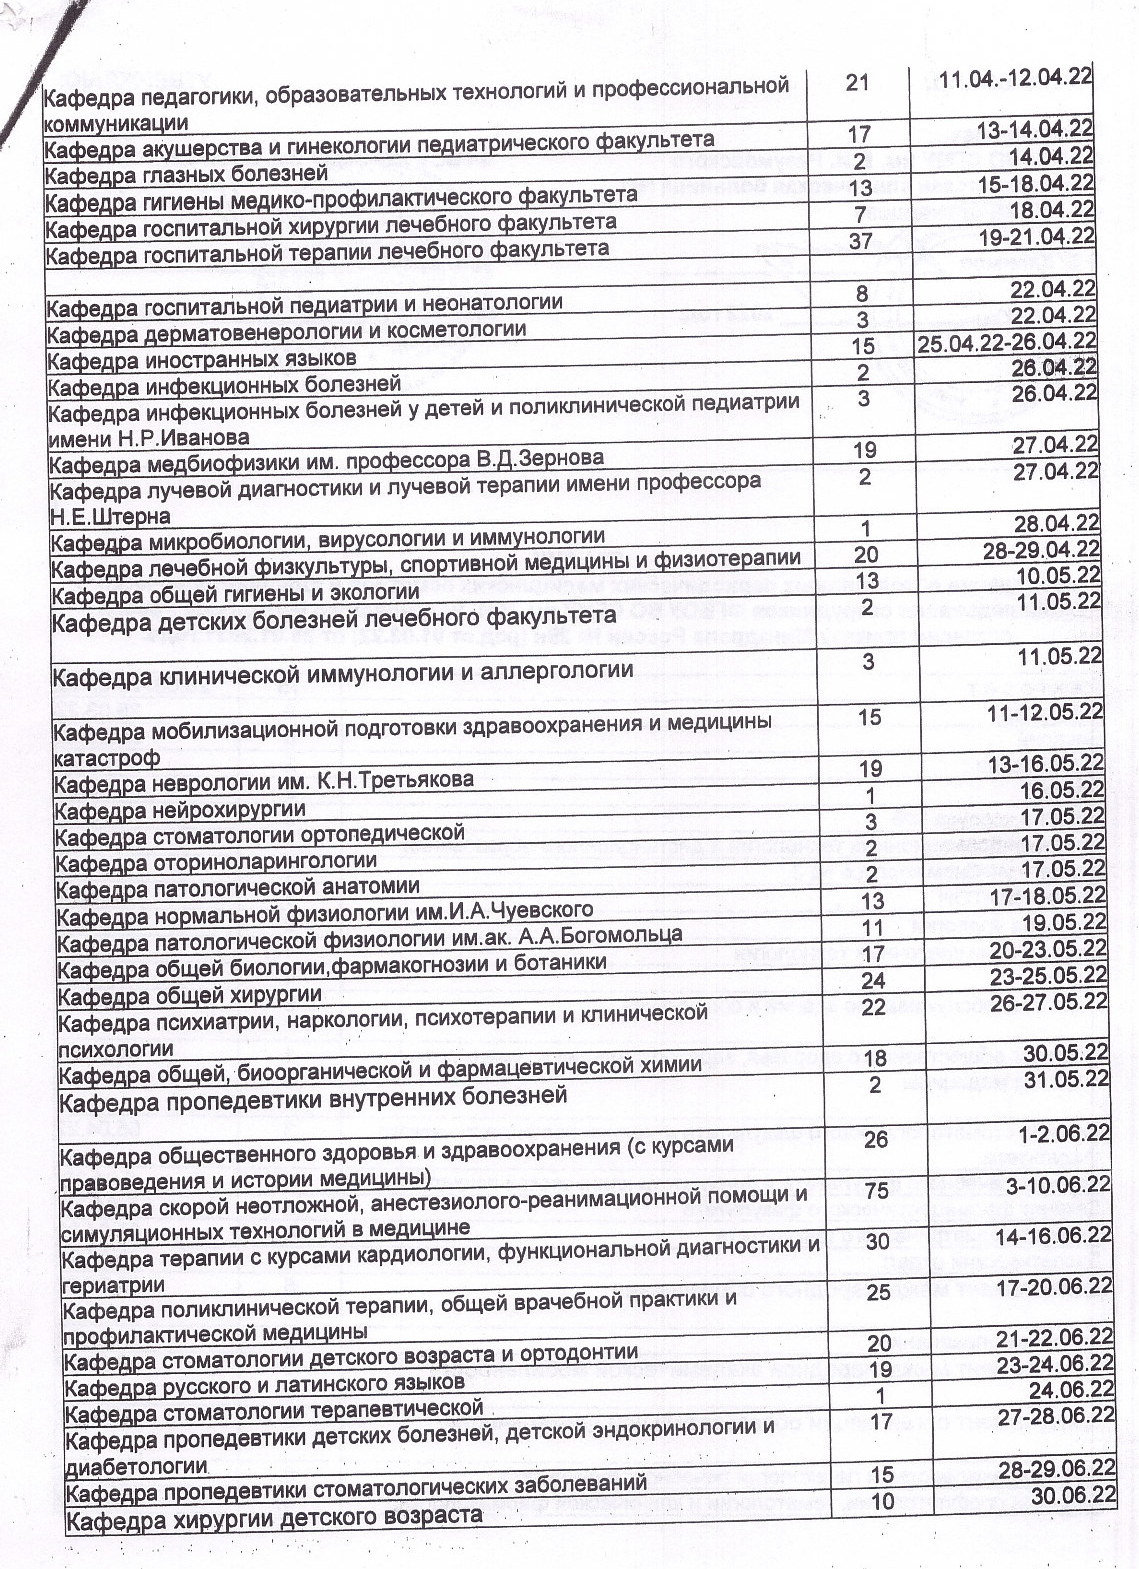 Кафедра педагогики, образовательных технологий и профессиональной 21 11.04.-12.04.22
коммуникации
Кафедра акушерства и гинекологии педиатрического факультета 17 13-14.04.22
Кафедра глазных болезней 2 14.04.22
Кафедра гигиены медико-профилактического факультета 13 15-18.04.22
Кафедра госпитальной хирургии лечебного факультета 7 18.04.22
Кафедра госпитальной терапии лечебного факультета 37 19-21.04.22
Кафедра госпитальной педиатрии и неонатологии 8 22.04.22
Кафедра дерматовенерологии и косметологии 3 22.04.22
Кафедра иностранных языков 15 25.04.22-26.04.22
Кафедра инфекционных болезней 2 26.04.22
Кафедра инфекционных болезней у детей и поликлинической педиатрии 3 26.04.22
имени Н.Р.Иванова
Кафедра медбиофизики им. профессора В.Д.Зернова 19 27.04.22
Кафедра лучевой диагностики и лучевой терапии имени профессора 2 27.04.22
Н.Е.Штерна
Кафедра микробиологии, вирусологии и иммунологии 1 28.04.22
Кафедра лечебной физкультуры, спортивной медицины и физиотерапии 20 28-29.04.22
Кафедра общей гигиены и экологии 13 10.05.22
Кафедра детских болезней лечебного факультета 2 11.05.22
Кафедра клинической иммунологии и аллергологии 3 11.05.22
Кафедра мобилизационной подготовки здравоохранения и медицины 15 11-12.05.22
катастроф
Кафедра неврологии им. К.Н.Третьякова 19 13-16.05.22
Кафедра нейрохирургии 1 16.05.22
Кафедра стоматологии ортопедической 3 17.05.22
Кафедра оториноларингологии 2 17.05.22
Кафедра патологической анатомии 2 17.05.22
Кафедра нормальной физиологии им.И.А.Чуевского 13 17-18.05.22
Кафедра патологической физиологии им.ак. А.А.Богомольца 11 19.05.22
Кафедра общей биологии,фармакогнозии и ботаники 17 20-23.05.22
Кафедра общей хирургии 24 23-25.05.22
Кафедра психиатрии, наркологии, психотерапии и клинической 22 26-27.05.22
психологии
Кафедра общей, биоорганической и фармацевтической химии 18 30.05.22
Кафедра пропедевтики внутренних болезней 2 31.05.22
Кафедра общественного здоровья и здравоохранения (с курсами 26 1-2.06.22
правоведения и истории медицины)
Кафедра скорой неотложной, анестезиолого-реанимационной помощи и 75 3-10.06.22
симуляционных технологий в медицине
Кафедра терапии с курсами кардиологии, функциональной диагностики и 30 14-16.06.22
гериатрии
Кафедра поликлинической терапии, общей врачебной практики и 25 17-20.06.22
профилактической медицины
Кафедра стоматологии детского возраста и ортодонтии 20 21-22.06.22
Кафедра русского и латинского языков 19 23-24.06.22
Кафедра стоматологии терапевтической 1 24.06.22
Кафедра пропедевтики детских болезней, детской эндокринологии и 17 27-28.06.22
диабетологии
Кафедра пропедевтики стоматологических заболеваний 15 28-29.06.22
Кафедра хирургии детского возраста 10 30.06.22